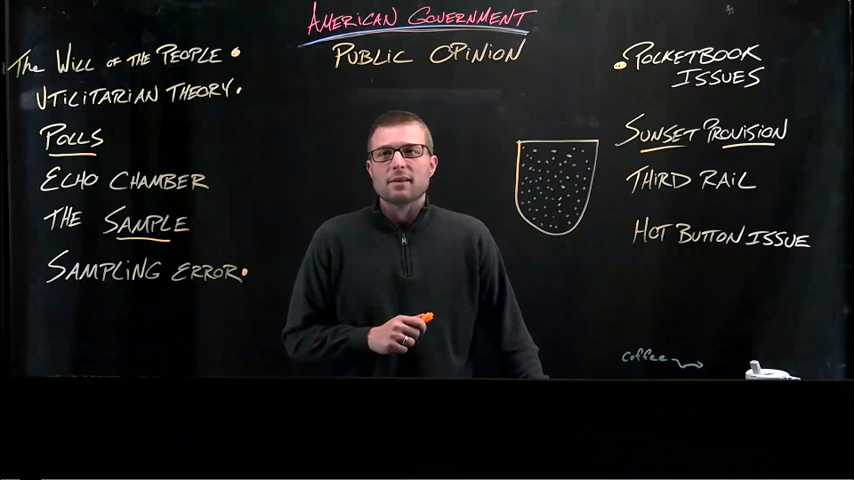 AMERICAN GOVERNMENT
PUBLIC OPINION
The WILL OF THE PEOPLE
UTILITARIAN THEORY
POLLS
ECHO CHAMBER
THE SAMPLE
SAMPLING ERROR
POCKETBOOK
ISSUES
SUNSET PROVISION
THIRD RAIL
HOT BUTTON ISSUE
coffee